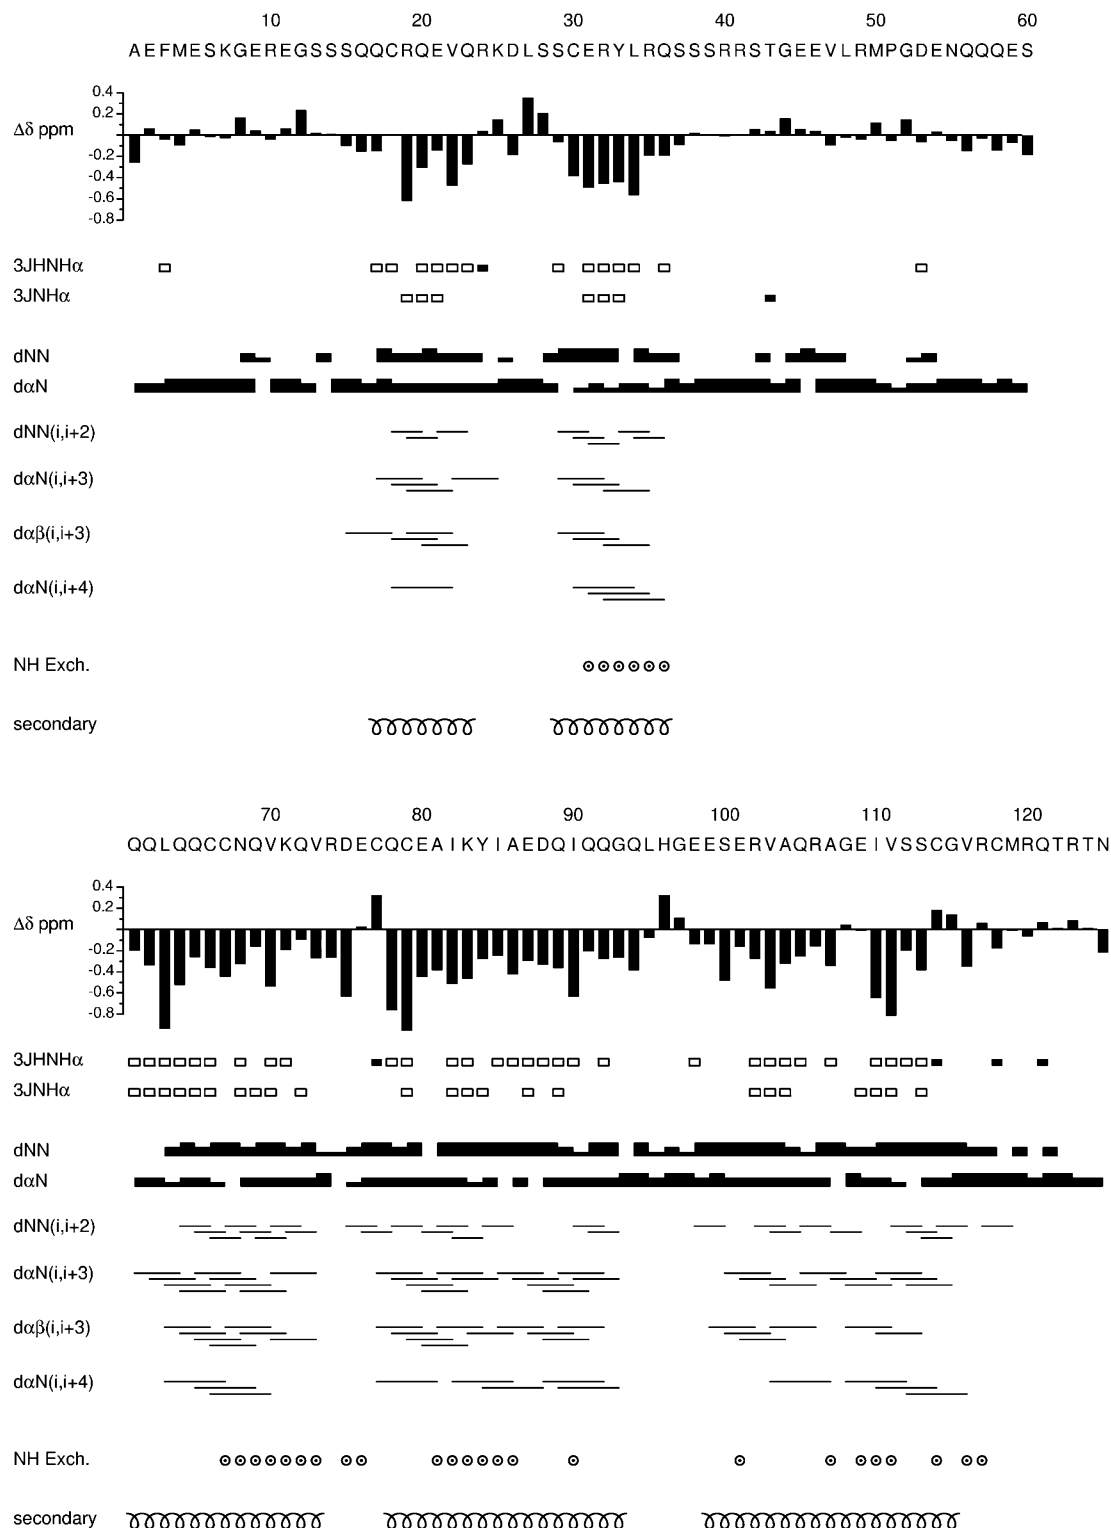 10 20 30 40 50 60
AEFMESKGEREGSSSQQCRQEVQRKDLSSCERYLRQSSSRRSTGEEVLRMPGDENQQQES
0.4
0.2
Δδ ppm
-0.2
-0.4
-0.6
-0.8
3JHNHα
3JNHα
dNN
dαN
dNN(i,i+2)
dαN(i,i+3)
dαβ(i,i+3)
dαN(i,i+4)
NH Exch.
secondary
70 80 90 100 110 120
QQLQQCCNQVKQVRDECQCEAIKYIAEDQIQQGQLHGEESERVAQRAGEIVSSCGVRCMRQTRTN
0.4
0.2
Δδ ppm
-0.2
-0.4
-0.6
-0.8
3JHNHα
3JNHα
dNN
dαN
dNN(i,i+2)
dαN(i,i+3)
dαβ(i,i+3)
dαN(i,i+4)
NH Exch.
secondary